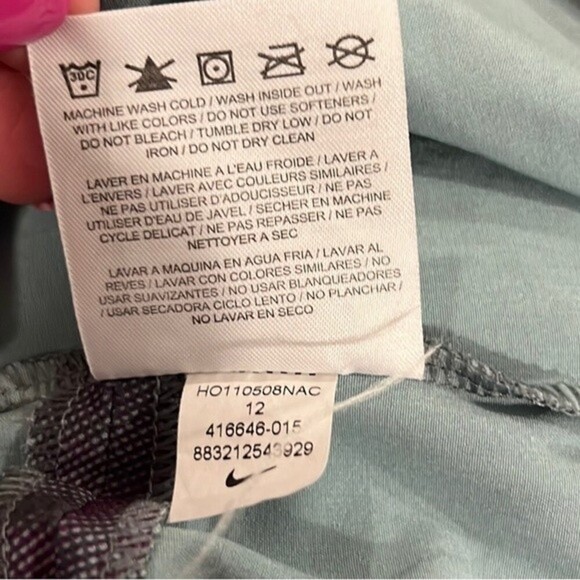 30C
MACHINE WASH COLD / WASH INSIDE OUT / WASH
WITH LIKE COLORS / DO NOT USE SOFTENERS /
DO NOT BLEACH / TUMBLE DRY LOW / DO NOT
IRON / DO NOT DRY CLEAN
LAVER EN MACHINE A L'EAU FROIDE / LAVER A
L'ENVERS / LAVER AVEC COULEURS SIMILAIRES /
NE PAS UTILISER D'ADOUCISSEUR / NE PAS
UTILISER D'EAU DE JAVEL / SECHER EN MACHINE
CYCLE DELICAT / NE PAS REPASSER / NE PAS
NETTOYER A SEC
LAVAR A MAQUINA EN AGUA FRIA / LAVAR AL
REVES / LAVAR CON COLORES SIMILARES / NO
USAR SUAVIZANTES / NO USAR BLANQUEADORES
/ USAR SECADORA CICLO LENTO / NO PLANCHAR /
NO LAVAR EN SECO
HO110508NAC
12
416646-015
883212543929